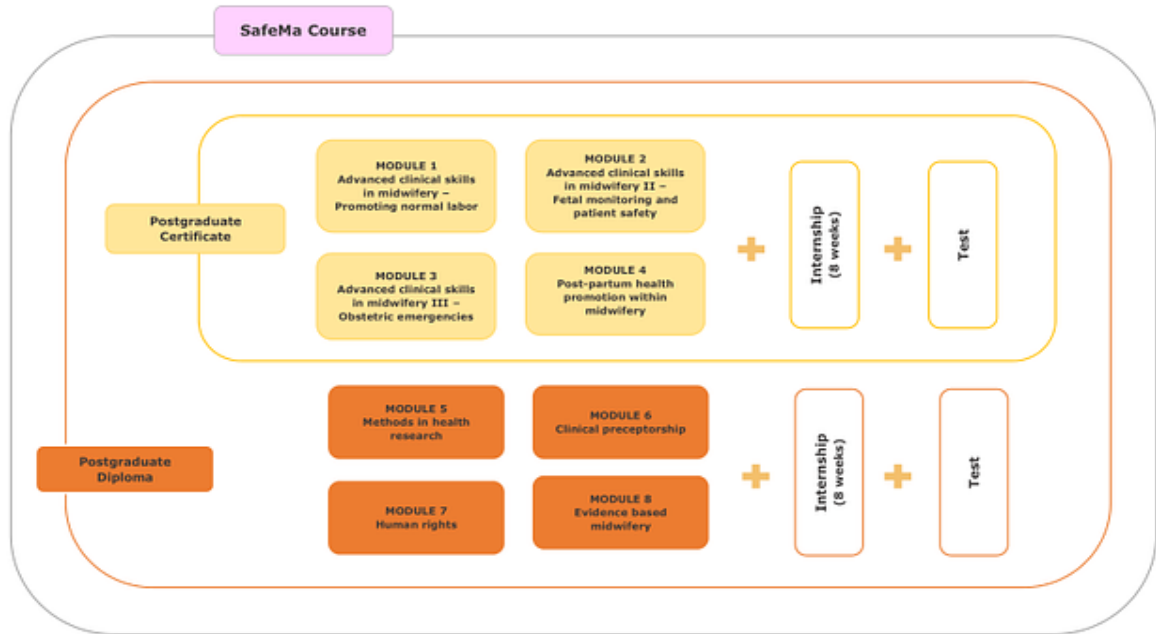 SafeMa Course
Postgraduate
Certificate
MODULE 1
Advanced clinical skills
in midwifery –
Promoting normal labor
MODULE 2
Advanced clinical skills
in midwifery II –
Fetal monitoring and
patient safety
MODULE 3
Advanced clinical skills
in midwifery III –
Obstetric emergencies
MODULE 4
Post-partum health
promotion within
midwifery
Internship
(8 weeks)
Test
Postgraduate
Diploma
MODULE 5
Methods in health
research
MODULE 6
Clinical preceptorship
MODULE 7
Human rights
MODULE 8
Evidence based
midwifery
Internship
(8 weeks)
Test